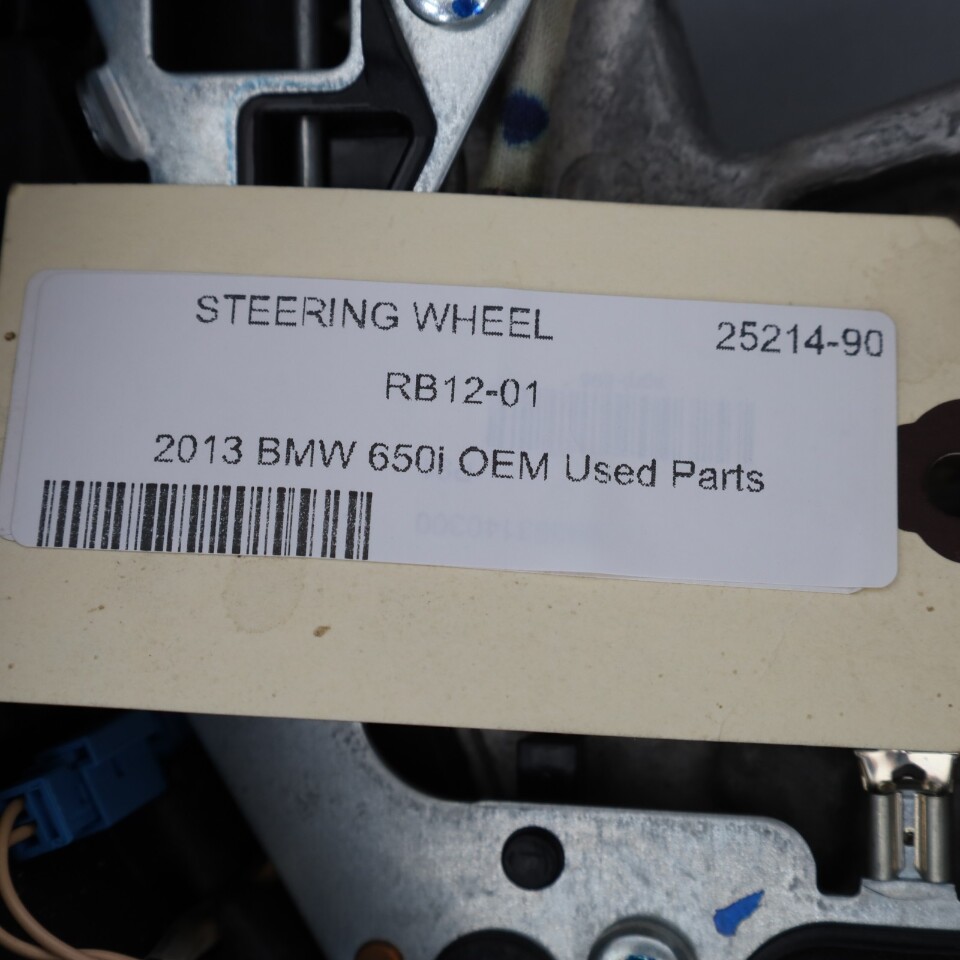 STEERING WHEEL 25214-90
RB12-01
2013 BMW 650i OEM Used Parts